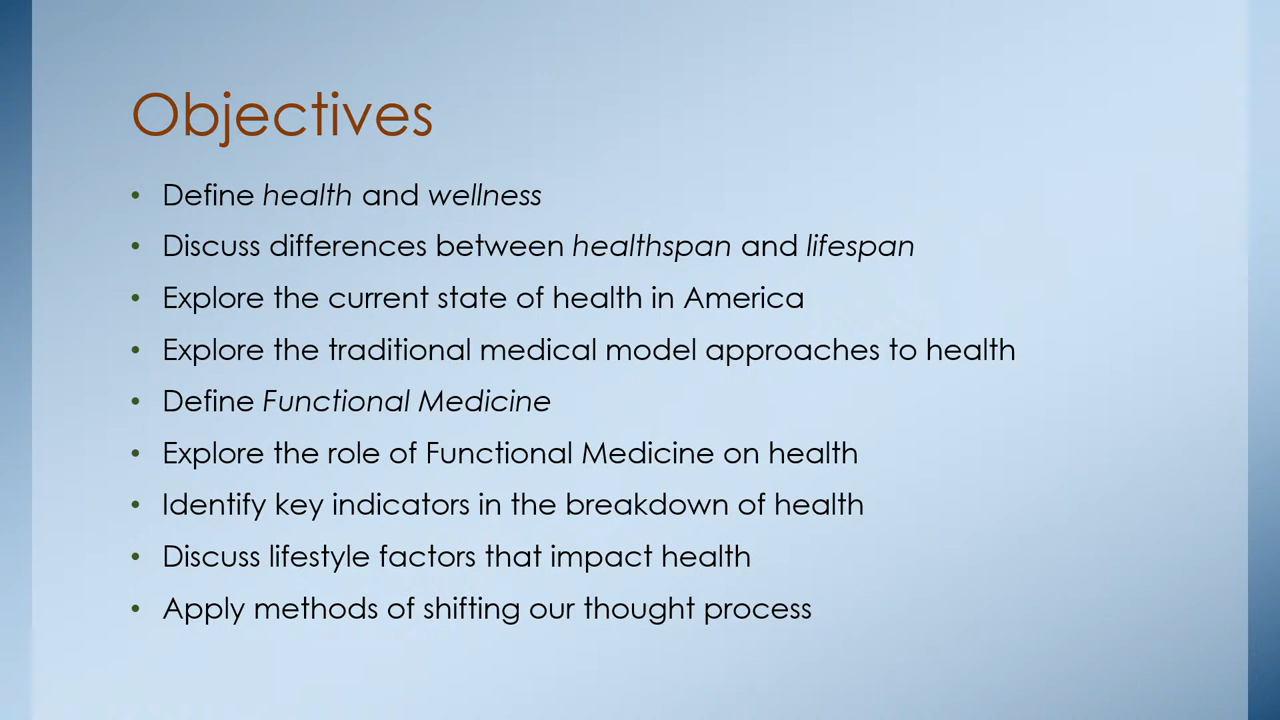 Objectives
• Define health and wellness
• Discuss differences between healthspan and lifespan
• Explore the current state of health in America
• Explore the traditional medical model approaches to health
• Define Functional Medicine
• Explore the role of Functional Medicine on health
• Identify key indicators in the breakdown of health
• Discuss lifestyle factors that impact health
• Apply methods of shifting our thought process